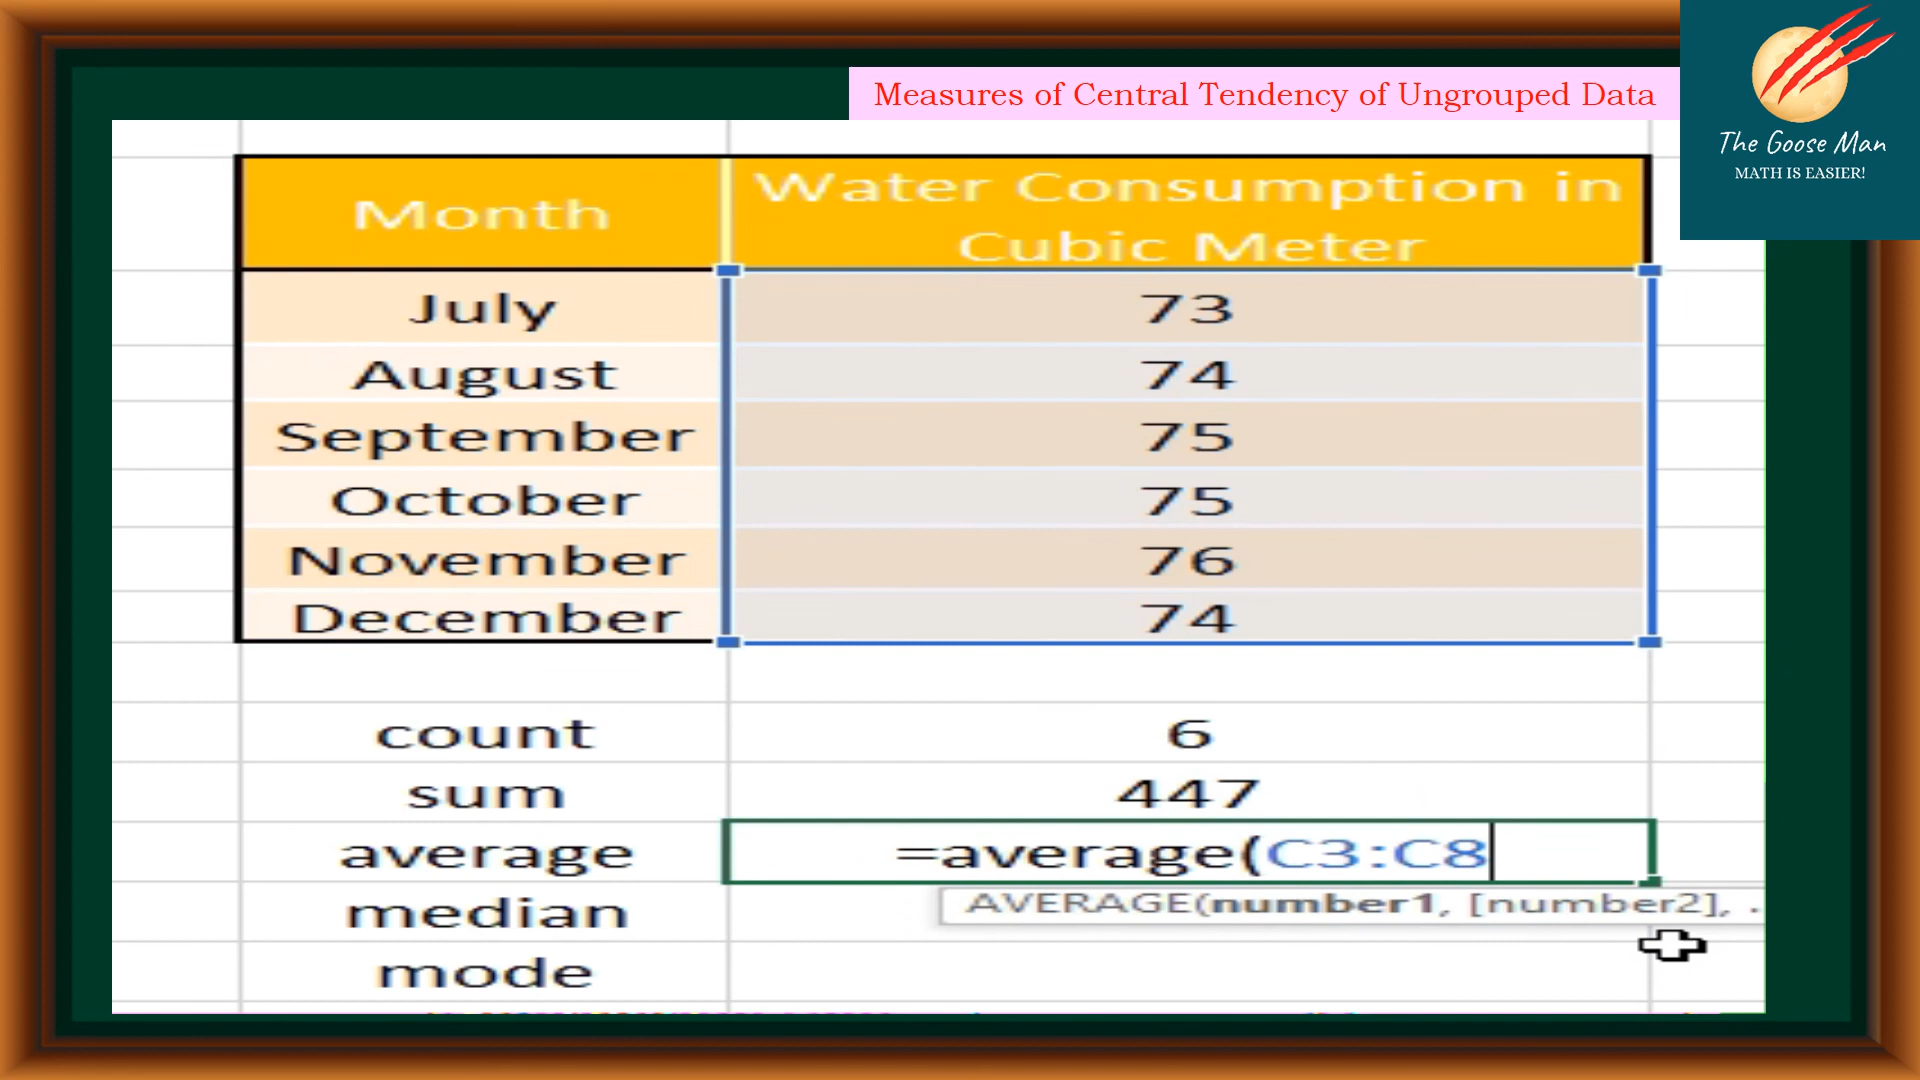 Measures of Central Tendency of Ungrouped Data
The Goose Man
MATH IS EASIER!
Month
Water Consumption in
Cubic Meter
July 73
August 74
September 75
October 75
November 76
December 74
count 6
sum 447
average =average(C3:C8
AVERAGE(number1, [number2], .
median
mode